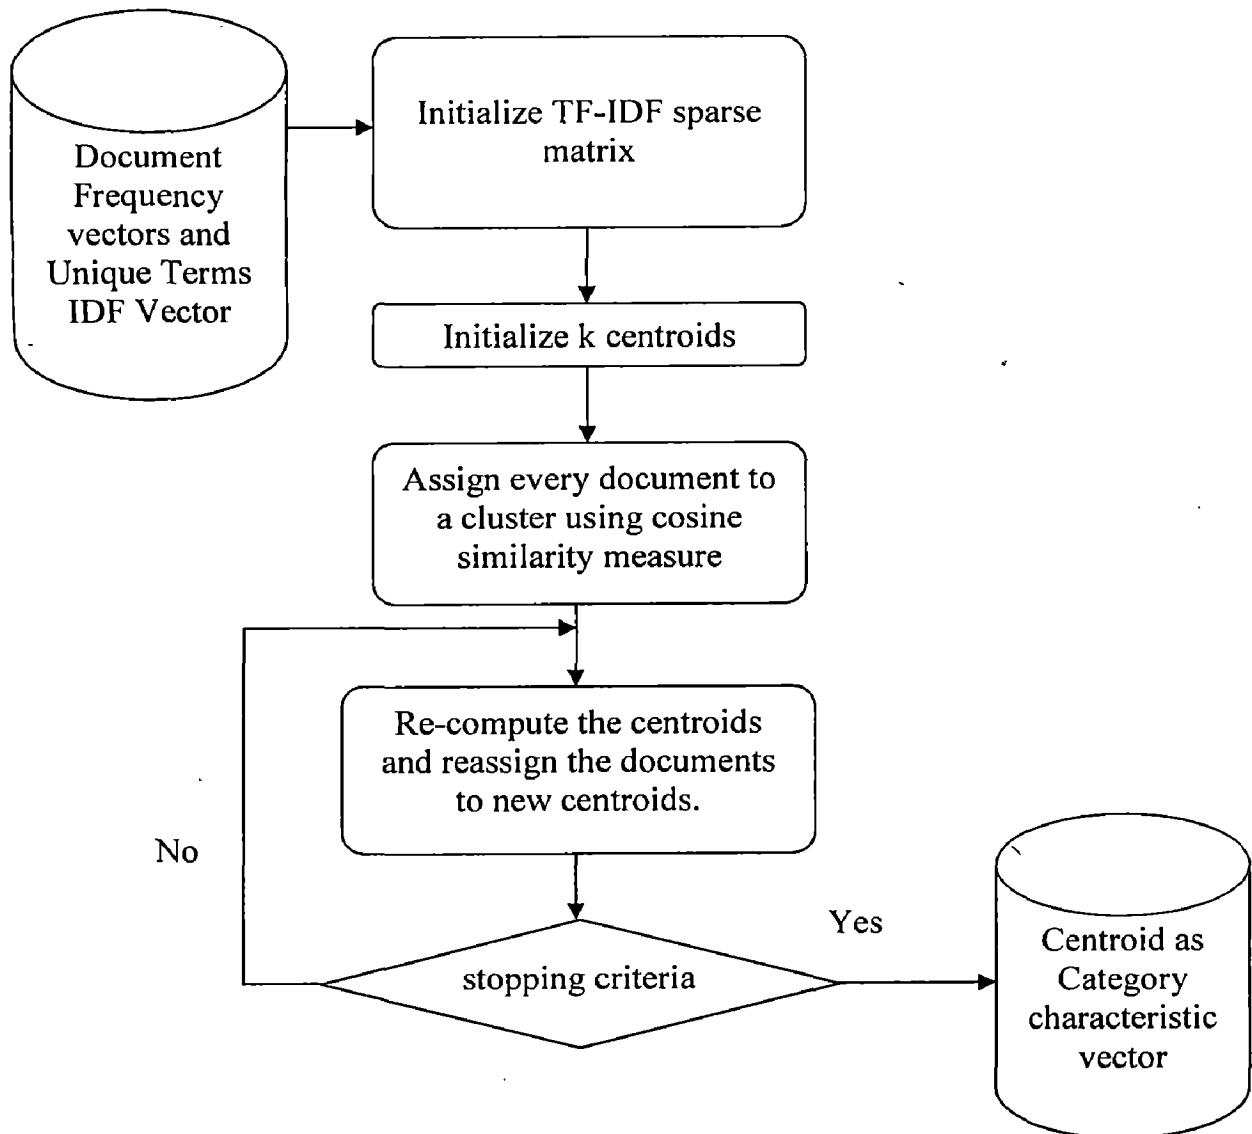 Document
Frequency
vectors and
Unique Terms
IDF Vector
Initialize TF-IDF sparse
matrix
Initialize k centroids
Assign every document to
a cluster using cosine
similarity measure
Re-compute the centroids
and reassign the documents
to new centroids.
No
stopping criteria
Yes
Centroid as
Category
characteristic
vector